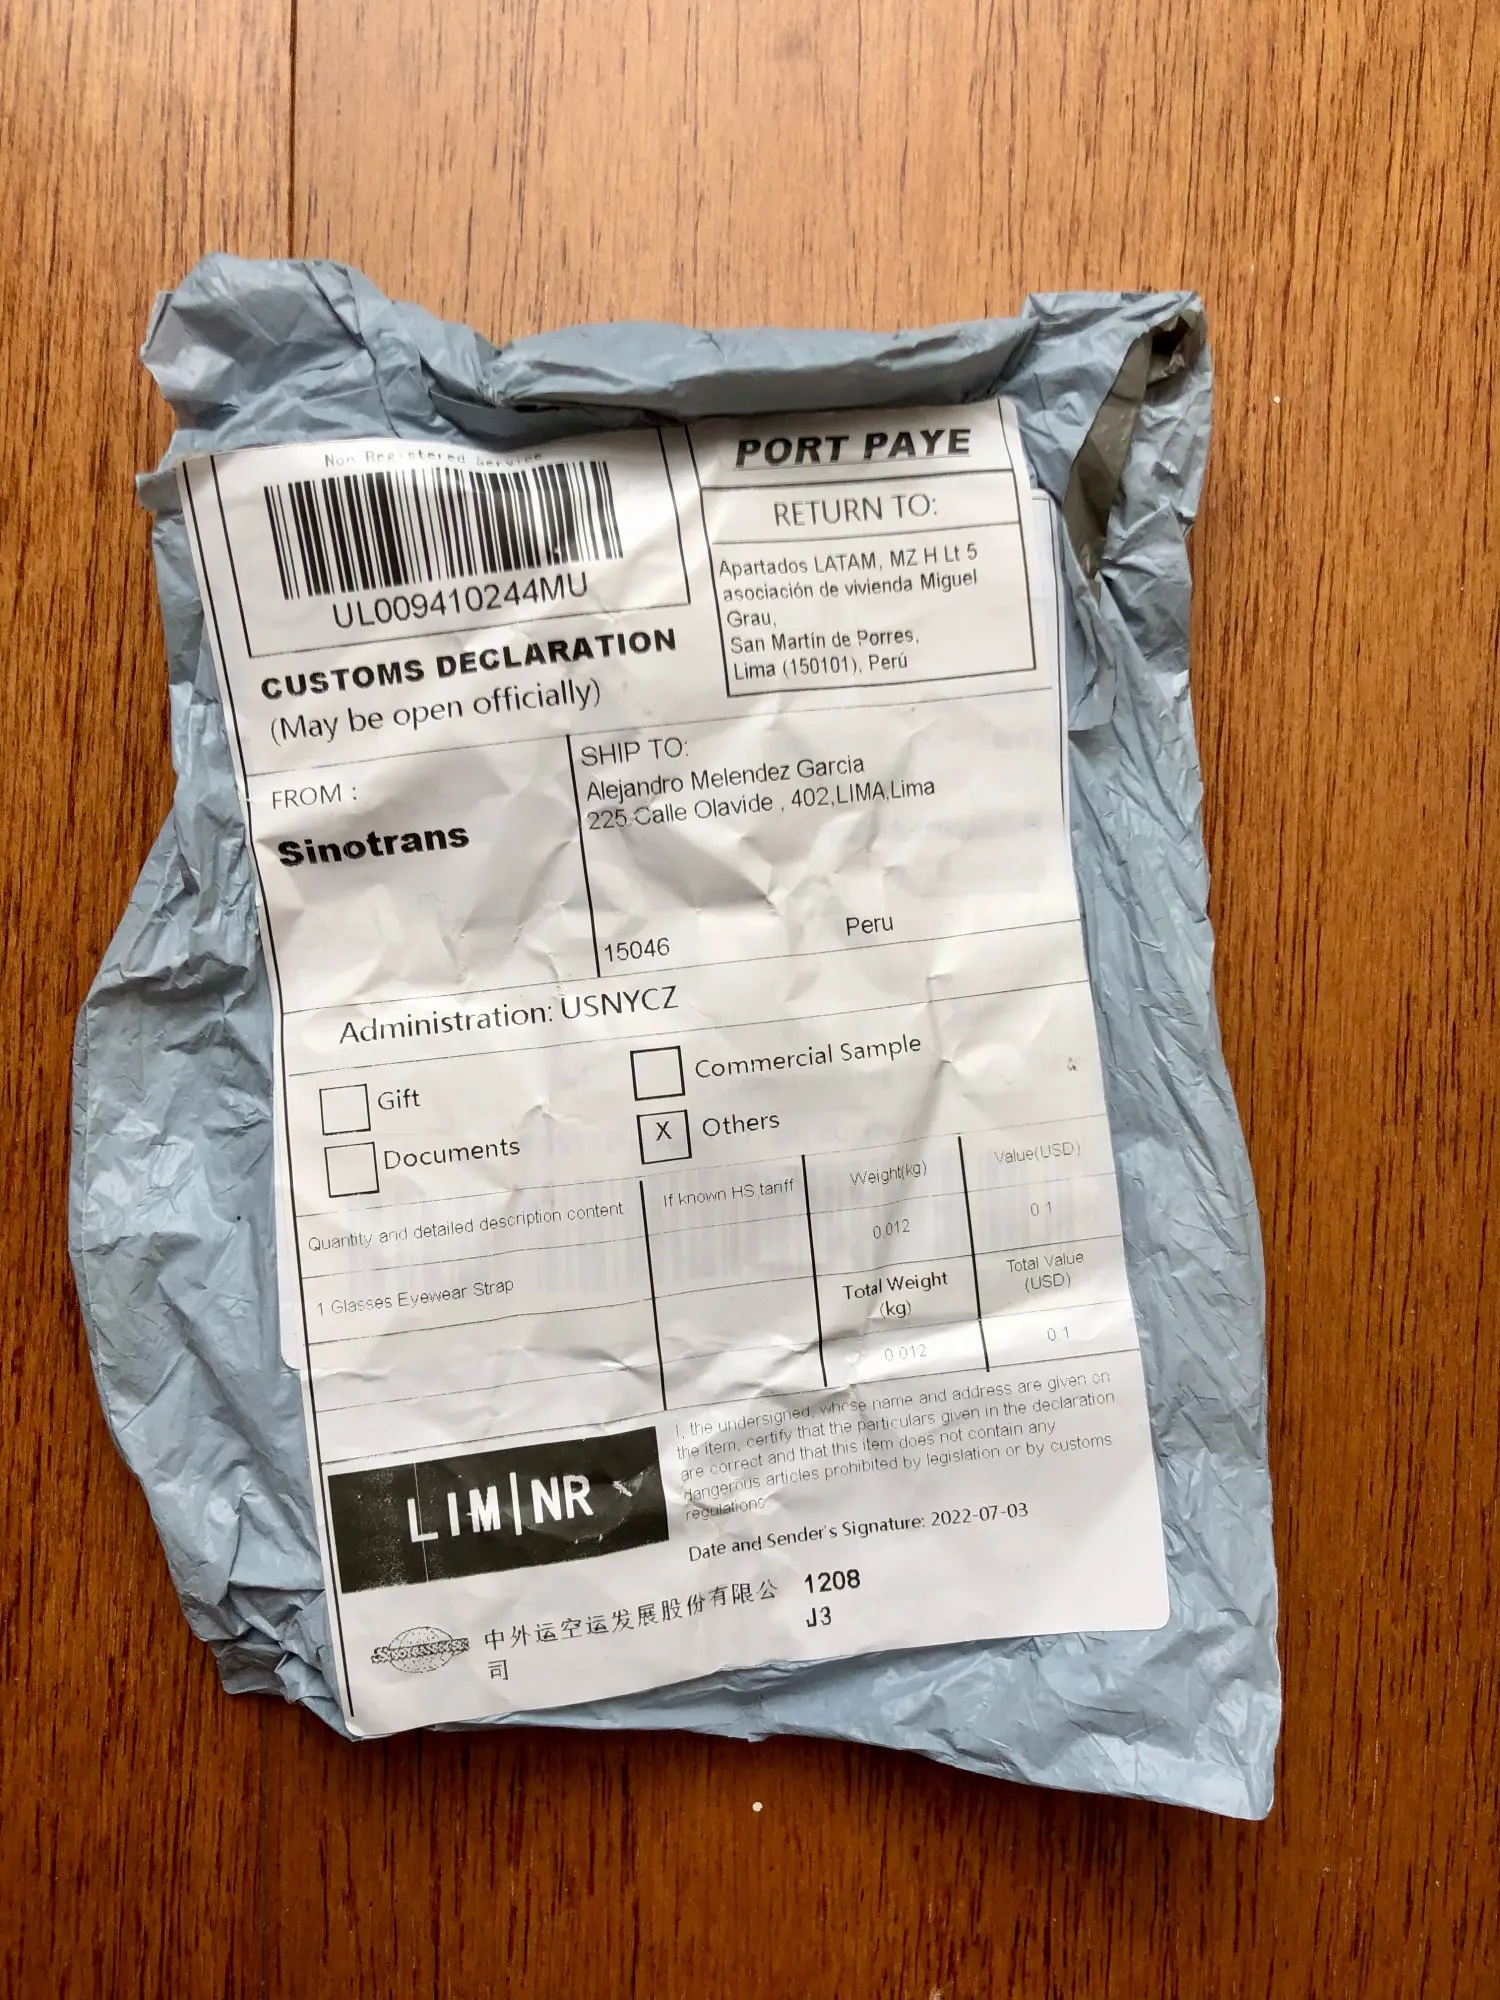 Non Registered Service
UL009410244MU
CUSTOMS DECLARATION
(May be open officially)
PORT PAYE
RETURN TO:
Apartados LATAM, MZ H Lt 5
asociación de vivienda Miguel
Grau,
San Martín de Porres,
Lima (150101), Perú
FROM :
Sinotrans
SHIP TO:
Alejandro Melendez Garcia
225 Calle Olavide , 402,LIMA,Lima
15046
Peru
Administration: USNYCZ
Gift
Commercial Sample
Documents
X Others
Quantity and detailed description content
If known HS tariff
Weight(kg)
Value(USD)
1 Glasses Eyewear Strap
0.012
0.1
Total Weight
(kg)
Total Value
(USD)
0.012
0.1
I, the undersigned, whose name and address are given on
the item, certify that the particulars given in the declaration
are correct and that this item does not contain any
dangerous articles prohibited by legislation or by customs
regulations.
Date and Sender's Signature: 2022-07-03
LIM|NR
中外运空运发展股份有限公
司
1208
J3